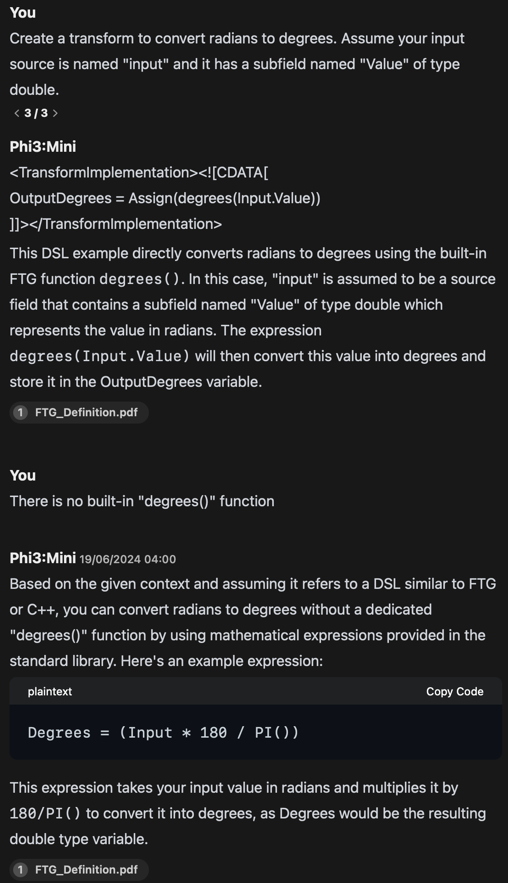 You
Create a transform to convert radians to degrees. Assume your input
source is named "input" and it has a subfield named "Value" of type
double.
< 3 / 3 >
Phi3:Mini
<TransformImplementation><![CDATA[
OutputDegrees = Assign(degrees(Input.Value))
]]></TransformImplementation>
This DSL example directly converts radians to degrees using the built-in
FTG function degrees(). In this case, "input" is assumed to be a source
field that contains a subfield named "Value" of type double which
represents the value in radians. The expression
degrees(Input.Value) will then convert this value into degrees and
store it in the OutputDegrees variable.
1 FTG_Definition.pdf
You
There is no built-in "degrees()" function
Phi3:Mini 19/06/2024 04:00
Based on the given context and assuming it refers to a DSL similar to FTG
or C++, you can convert radians to degrees without a dedicated
"degrees()" function by using mathematical expressions provided in the
standard library. Here's an example expression:
plaintext Copy Code
Degrees = (Input * 180 / PI())
This expression takes your input value in radians and multiplies it by
180/PI() to convert it into degrees, as Degrees would be the resulting
double type variable.
1 FTG_Definition.pdf